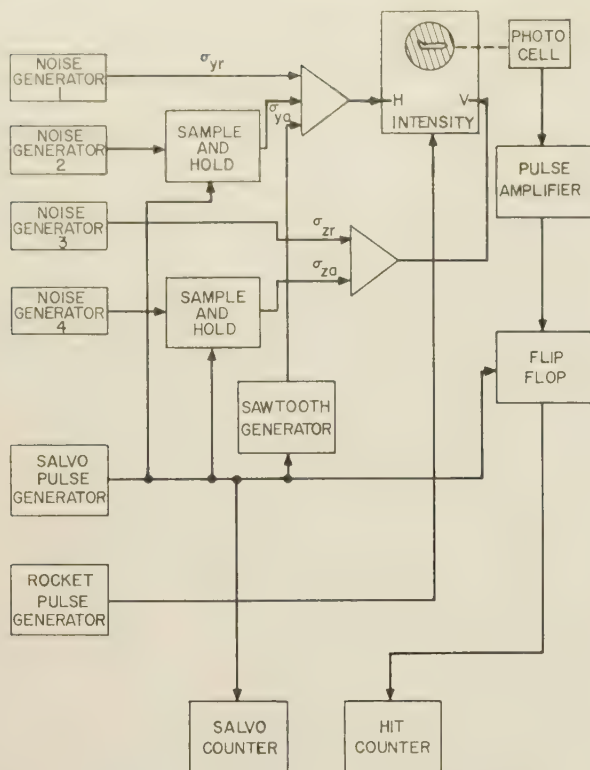 NOISE
GENERATOR
1
σyr
σya
H
V
INTENSITY
PHOTO
CELL
NOISE
GENERATOR
2
SAMPLE
AND
HOLD
PULSE
AMPLIFIER
NOISE
GENERATOR
3
σzr
σza
NOISE
GENERATOR
4
SAMPLE
AND
HOLD
FLIP
FLOP
SAWTOOTH
GENERATOR
SALVO
PULSE
GENERATOR
ROCKET
PULSE
GENERATOR
SALVO
COUNTER
HIT
COUNTER